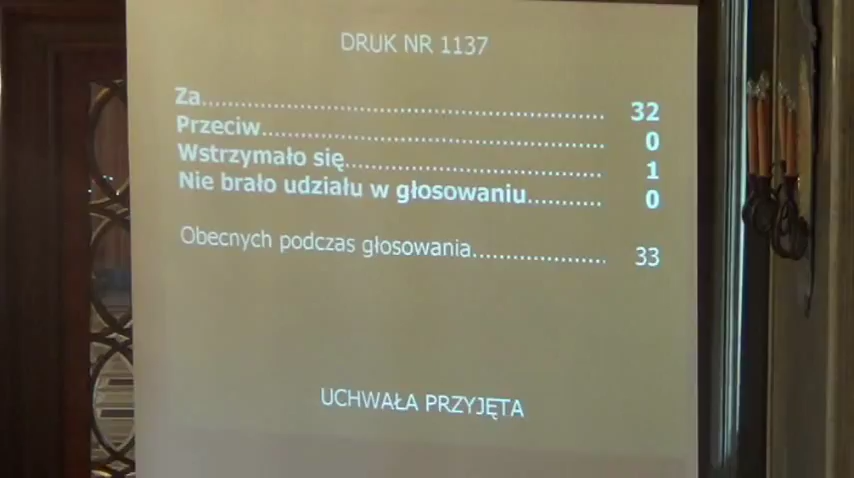 DRUK NR 1137
Za.......................................................... 32
Przeciw.................................................. 0
Wstrzymało się..................................... 1
Nie brało udziału w głosowaniu.......... 0
Obecnych podczas głosowania.................... 33
UCHWAŁA PRZYJĘTA